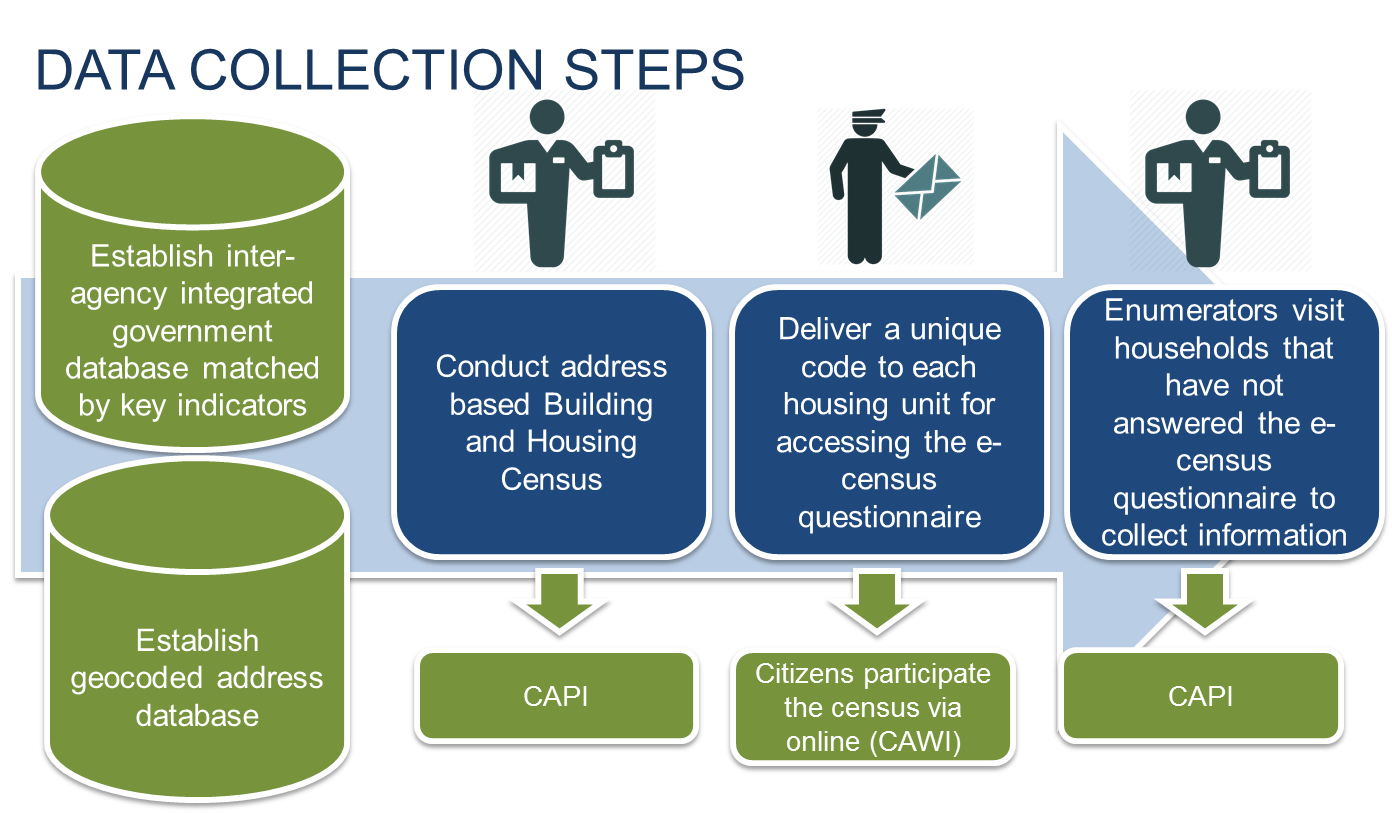 DATA COLLECTION STEPS
Establish inter-
agency integrated
government
database matched
by key indicators
Establish
geocoded address
database
Conduct address
based Building
and Housing
Census
CAPI
Deliver a unique
code to each
housing unit for
accessing the e-
census
questionnaire
Citizens participate
the census via
online (CAWI)
Enumerators visit
households that
have not
answered the e-
census
questionnaire to
collect information
CAPI